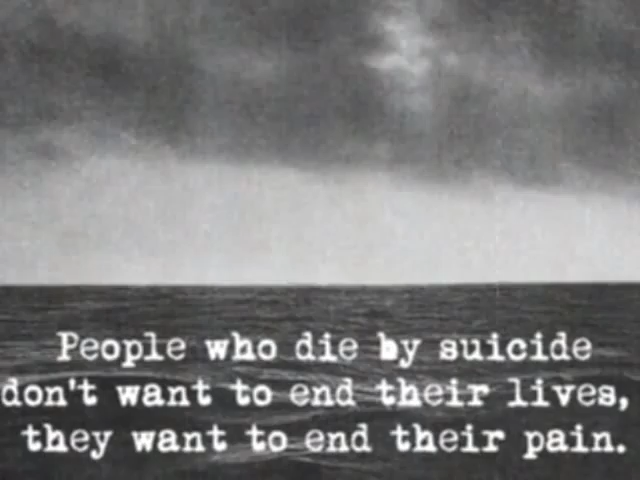 People who die by suicide
don't want to end their lives,
they want to end their pain.